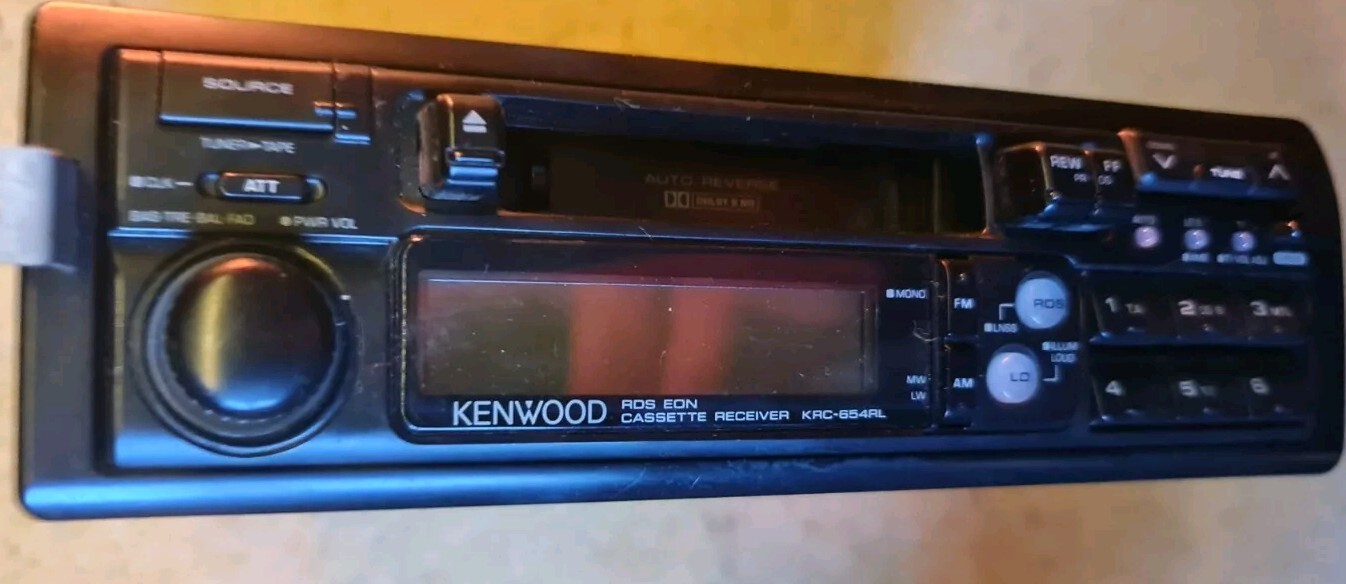 SOURCE
TUNER▶TAPE
CLK
ATT
BAS·TRE·BAL·FAD PWR VOL
AUTO REVERSE
DOLBY B NR
REW FF
TUNE
AUTO
MONO
FM
RDS
LNSS
ILLUM
LOUD
LO
MW
LW
AM
KENWOOD
RDS EON
CASSETTE RECEIVER KRC-654RL
1 2 3
4 5 6